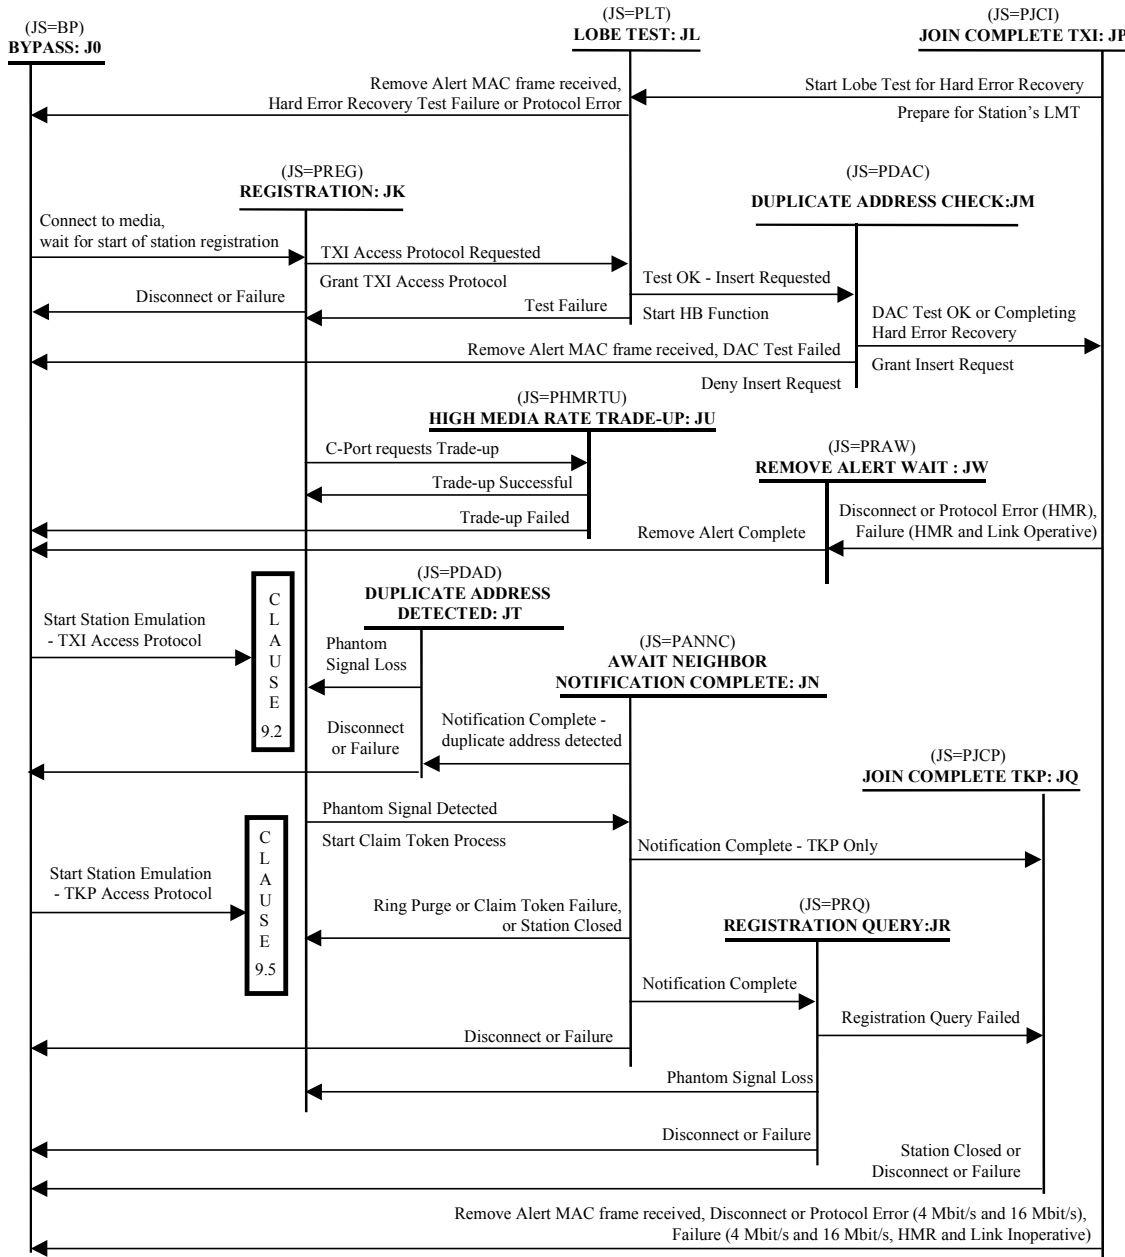 (JS=BP)
BYPASS: J0
(JS=PLT)
LOBE TEST: JL
(JS=PJCI)
JOIN COMPLETE TXI: JP
Remove Alert MAC frame received,
Hard Error Recovery Test Failure or Protocol Error
Start Lobe Test for Hard Error Recovery
Prepare for Station's LMT
(JS=PREG)
REGISTRATION: JK
(JS=PDAC)
DUPLICATE ADDRESS CHECK:JM
Connect to media,
wait for start of station registration
TXI Access Protocol Requested
Grant TXI Access Protocol
Test OK - Insert Requested
Start HB Function
Disconnect or Failure
Test Failure
DAC Test OK or Completing
Hard Error Recovery
Grant Insert Request
Remove Alert MAC frame received, DAC Test Failed
Deny Insert Request
(JS=PHMRTU)
HIGH MEDIA RATE TRADE-UP: JU
C-Port requests Trade-up
Trade-up Successful
Trade-up Failed
(JS=PRAW)
REMOVE ALERT WAIT : JW
Disconnect or Protocol Error (HMR),
Failure (HMR and Link Operative)
Remove Alert Complete
(JS=PDAD)
DUPLICATE ADDRESS
DETECTED: JT
Start Station Emulation
- TXI Access Protocol
C
L
A
U
S
E
9.2
Phantom
Signal Loss
(JS=PANNC)
AWAIT NEIGHBOR
NOTIFICATION COMPLETE: JN
Disconnect
or Failure
Notification Complete -
duplicate address detected
(JS=PJCP)
JOIN COMPLETE TKP: JQ
Phantom Signal Detected
Start Claim Token Process
Notification Complete - TKP Only
Start Station Emulation
- TKP Access Protocol
C
L
A
U
S
E
9.5
Ring Purge or Claim Token Failure,
or Station Closed
(JS=PRQ)
REGISTRATION QUERY:JR
Notification Complete
Registration Query Failed
Disconnect or Failure
Phantom Signal Loss
Disconnect or Failure
Station Closed or
Disconnect or Failure
Remove Alert MAC frame received, Disconnect or Protocol Error (4 Mbit/s and 16 Mbit/s),
Failure (4 Mbit/s and 16 Mbit/s, HMR and Link Inoperative)